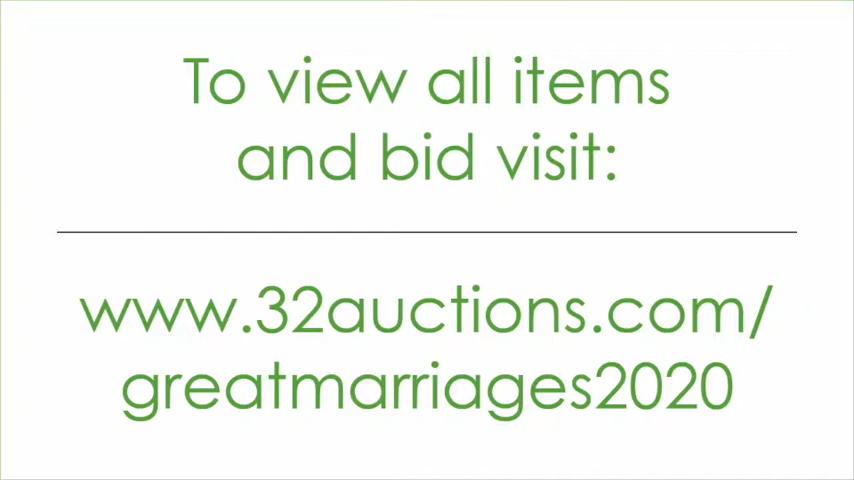 To view all items
and bid visit:
www.32auctions.com/
greatmarriages2020